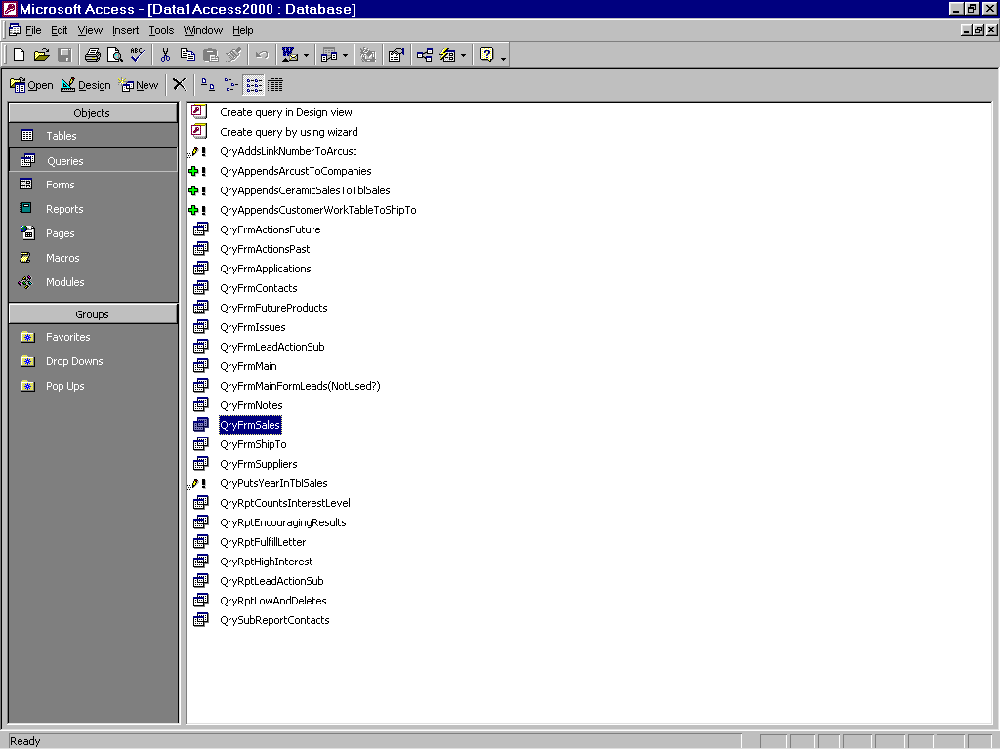 Microsoft Access - [Data1Access2000 : Database]
File Edit View Insert Tools Window Help
Open Design New
Objects
Tables
Queries
Forms
Reports
Pages
Macros
Modules
Groups
Favorites
Drop Downs
Pop Ups
Create query in Design view
Create query by using wizard
QryAddsLinkNumberToArcust
QryAppendsArcustToCompanies
QryAppendsCeramicSalesToTblSales
QryAppendsCustomerWorkTableToShipTo
QryFrmActionsFuture
QryFrmActionsPast
QryFrmApplications
QryFrmContacts
QryFrmFutureProducts
QryFrmIssues
QryFrmLeadActionSub
QryFrmMain
QryFrmMainFormLeads(NotUsed?)
QryFrmNotes
QryFrmSales
QryFrmShipTo
QryFrmSuppliers
QryPutsYearInTblSales
QryRptCountsInterestLevel
QryRptEncouragingResults
QryRptFulfillLetter
QryRptHighInterest
QryRptLeadActionSub
QryRptLowAndDeletes
QrySubReportContacts
Ready